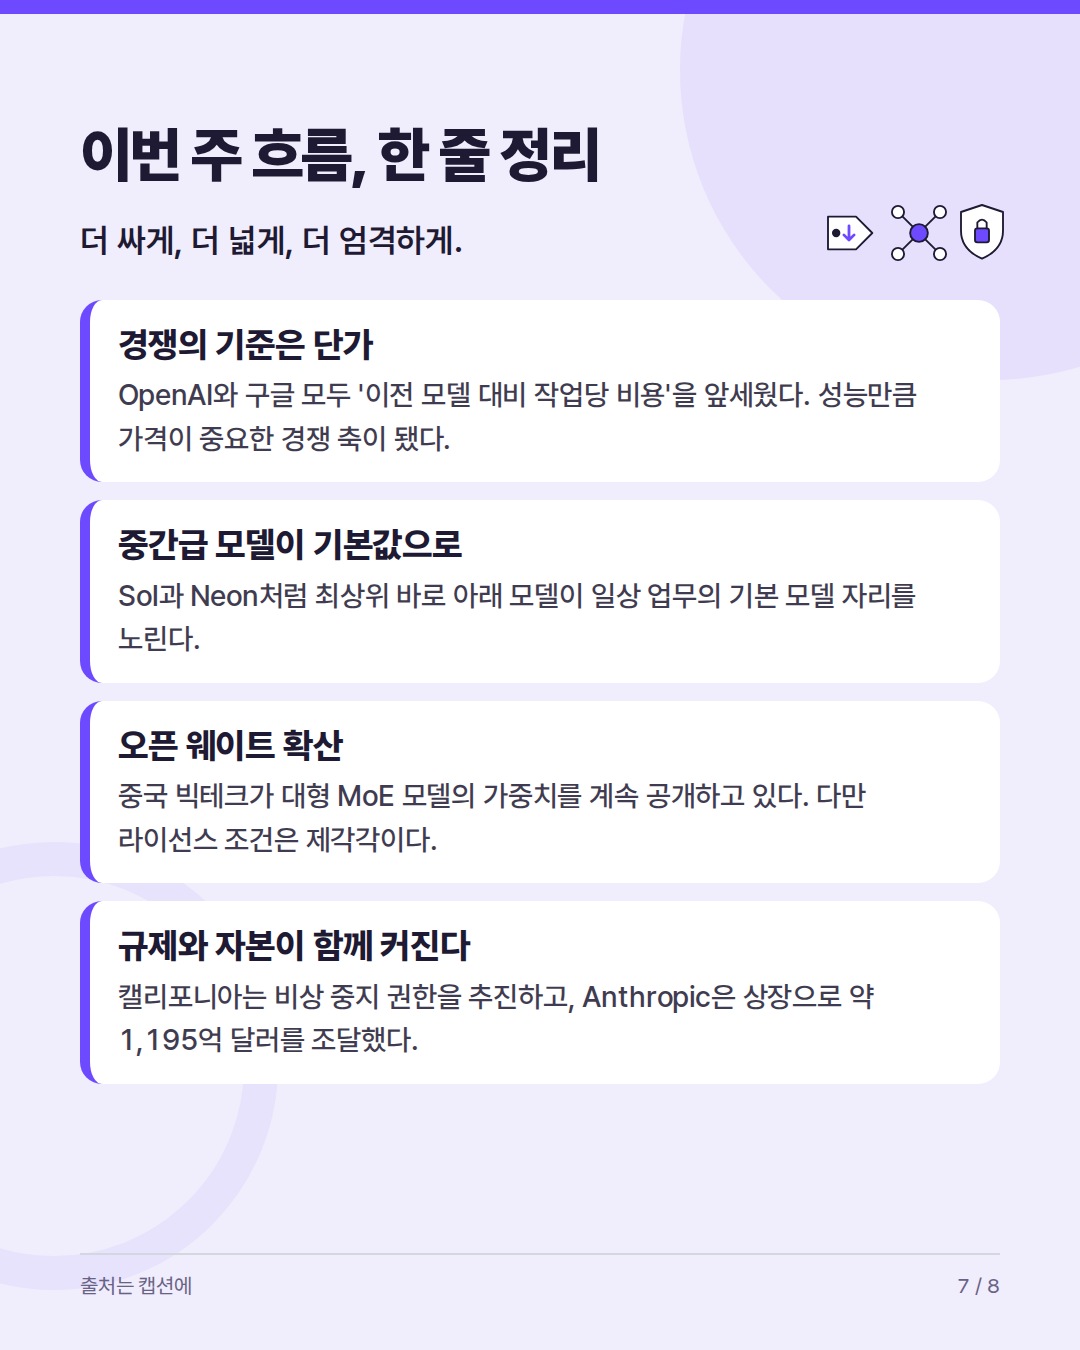 이번 주 흐름, 한 줄 정리
더 싸게, 더 넓게, 더 엄격하게.
경쟁의 기준은 단가
OpenAI와 구글 모두 '이전 모델 대비 작업당 비용'을 앞세웠다. 성능만큼
가격이 중요한 경쟁 축이 됐다.
중간급 모델이 기본값으로
Sol과 Neon처럼 최상위 바로 아래 모델이 일상 업무의 기본 모델 자리를
노린다.
오픈 웨이트 확산
중국 빅테크가 대형 MoE 모델의 가중치를 계속 공개하고 있다. 다만
라이선스 조건은 제각각이다.
규제와 자본이 함께 커진다
캘리포니아는 비상 중지 권한을 추진하고, Anthropic은 상장으로 약
1,195억 달러를 조달했다.
출처는 캡션에
7 / 8